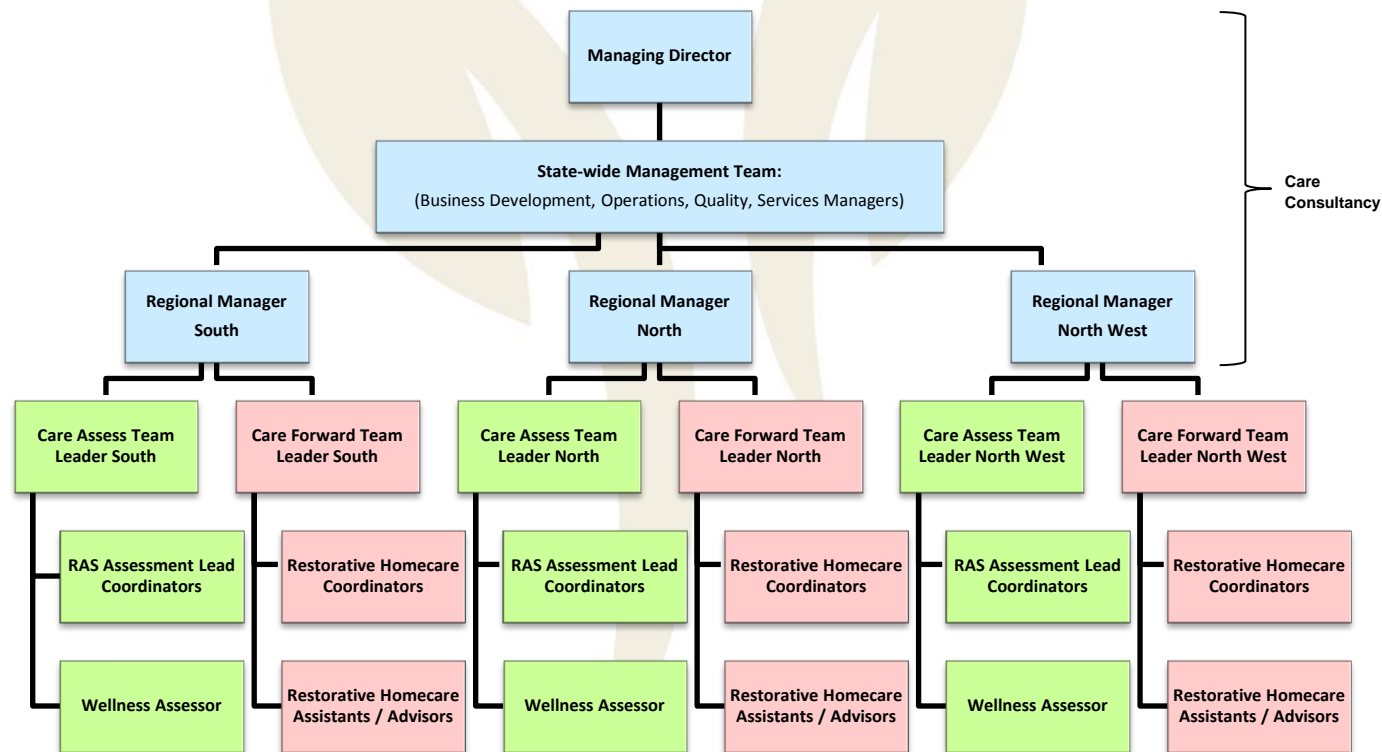 Managing Director
State-wide Management Team:
(Business Development, Operations, Quality, Services Managers)
Care
Consultancy
Regional Manager
South
Regional Manager
North
Regional Manager
North West
Care Assess Team
Leader South
Care Forward Team
Leader South
Care Assess Team
Leader North
Care Forward Team
Leader North
Care Assess Team
Leader North West
Care Forward Team
Leader North West
RAS Assessment Lead
Coordinators
Restorative Homecare
Coordinators
RAS Assessment Lead
Coordinators
Restorative Homecare
Coordinators
RAS Assessment Lead
Coordinators
Restorative Homecare
Coordinators
Wellness Assessor
Restorative Homecare
Assistants / Advisors
Wellness Assessor
Restorative Homecare
Assistants / Advisors
Wellness Assessor
Restorative Homecare
Assistants / Advisors